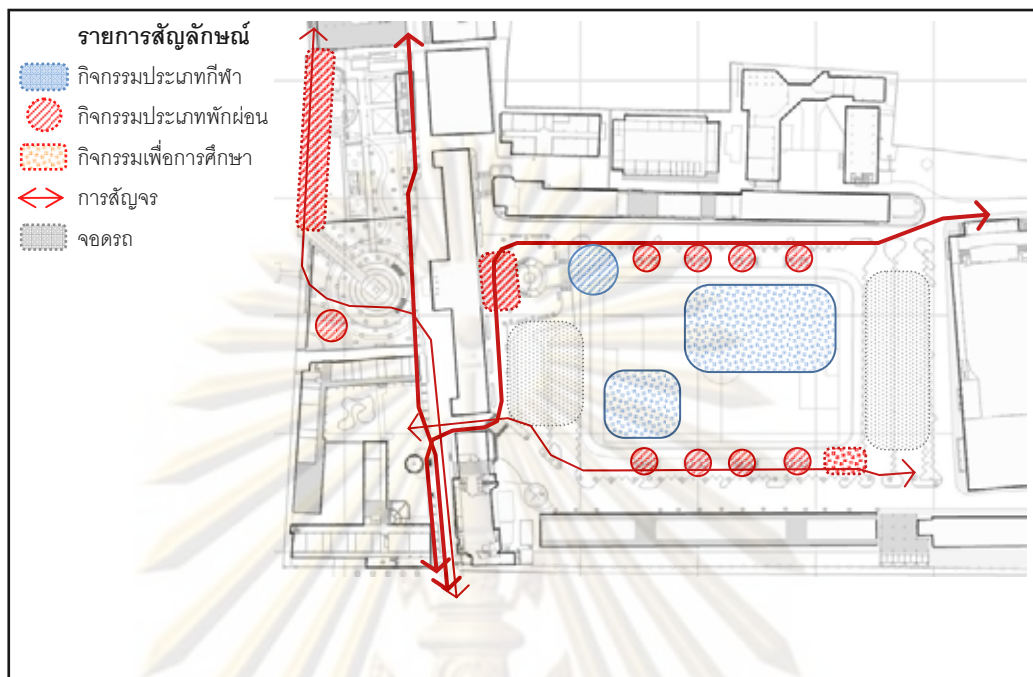 รายการสัญลักษณ์
กิจกรรมประเภทกีฬา
กิจกรรมประเภทพักผ่อน
กิจกรรมเพื่อการศึกษา
การสัญจร
จอดรถ